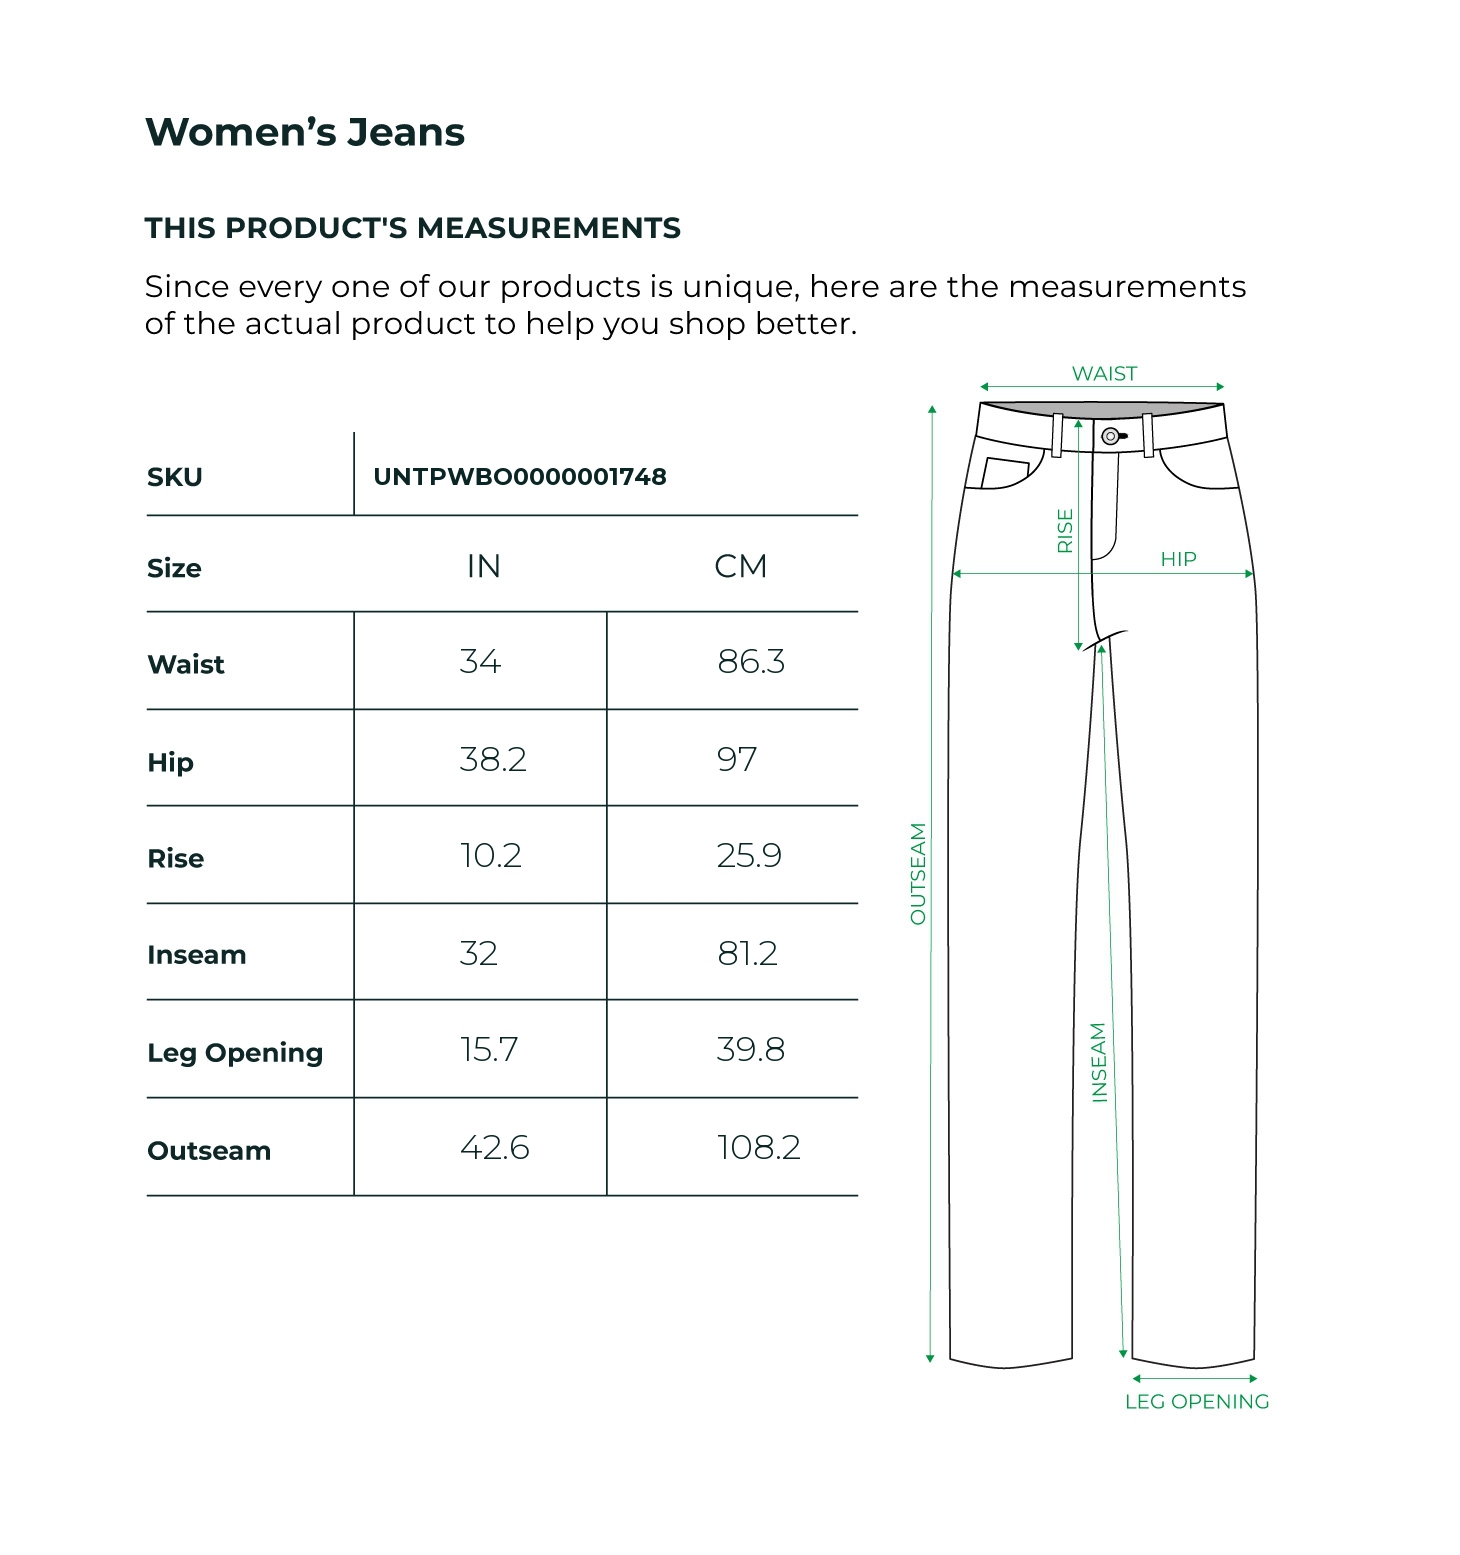 Women’s Jeans
THIS PRODUCT'S MEASUREMENTS
Since every one of our products is unique, here are the measurements
of the actual product to help you shop better.
SKU UNTPWBO0000001748
Size IN CM
Waist 34 86.3
Hip 38.2 97
Rise 10.2 25.9
Inseam 32 81.2
Leg Opening 15.7 39.8
Outseam 42.6 108.2
WAIST
RISE
HIP
OUTSEAM
INSEAM
LEG OPENING